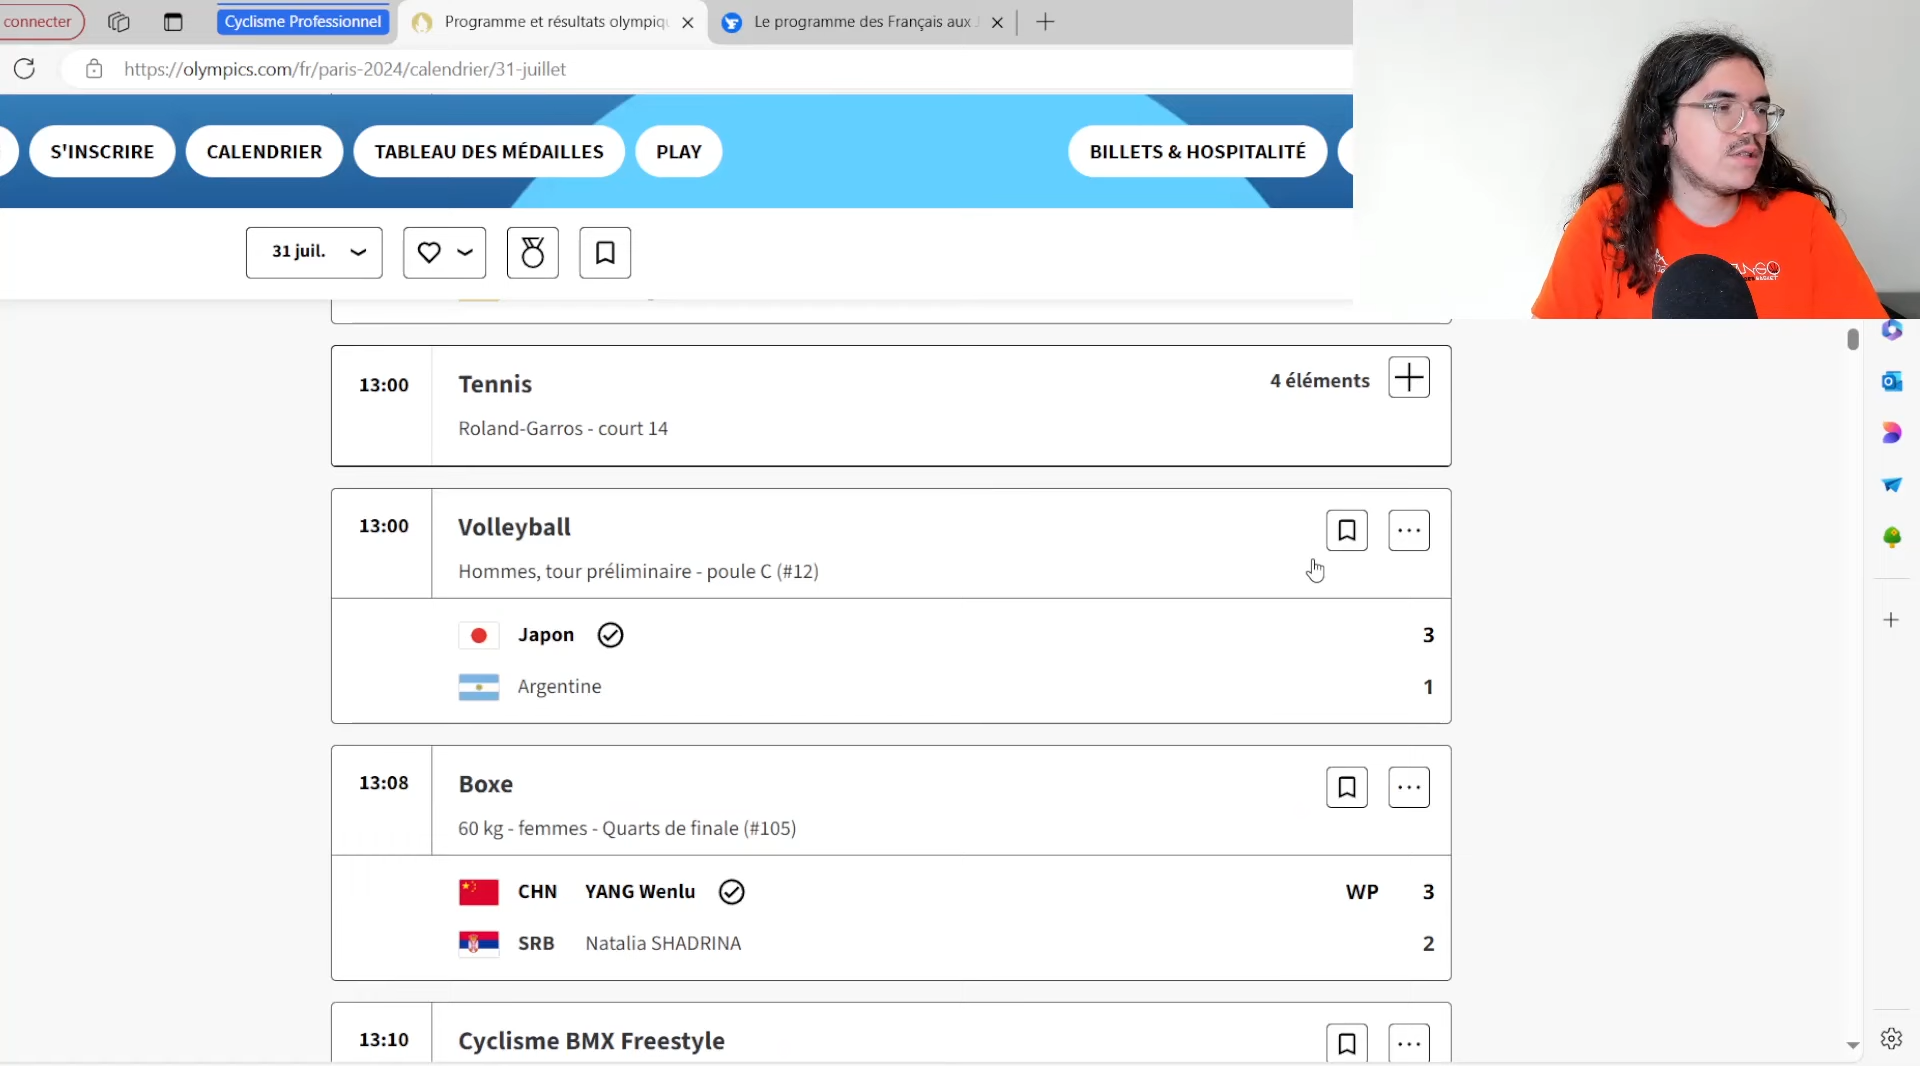 connecter
Cyclisme Professionnel
Programme et résultats olympiq
Le programme des Français aux J
https://olympics.com/fr/paris-2024/calendrier/31-juillet
S'INSCRIRE
CALENDRIER
TABLEAU DES MÉDAILLES
PLAY
BILLETS & HOSPITALITÉ
31 juil.
13:00
Tennis
4 éléments
Roland-Garros - court 14
13:00
Volleyball
Hommes, tour préliminaire - poule C (#12)
Japon
3
Argentine
1
13:08
Boxe
60 kg - femmes - Quarts de finale (#105)
CHN YANG Wenlu
WP 3
SRB Natalia SHADRINA
2
13:10
Cyclisme BMX Freestyle